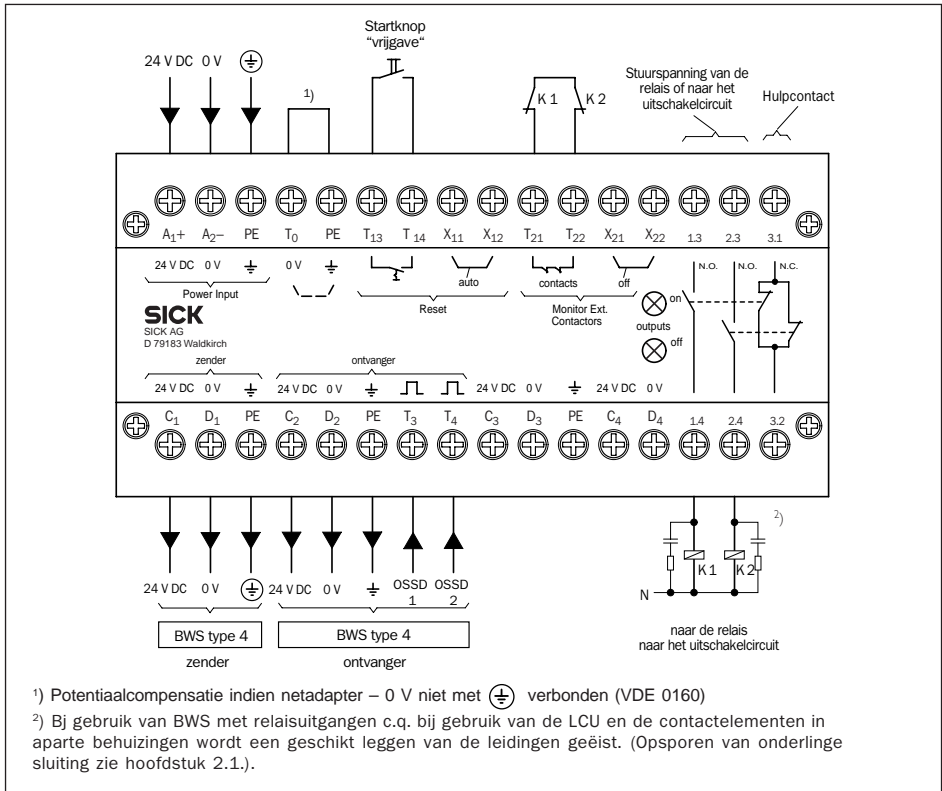 Startknop
“vrijgave“
24 V DC 0 V
1)
K 1 K 2
Stuurspanning van de
relais of naar het
uitschakelcircuit
Hulpcontact
A1+ A2– PE T0 PE T13 T 14 X11 X12 T21 T22 X21 X22 1.3 2.3 3.1
24 V DC 0 V 0 V auto contacts off N.O. N.O. N.C.
Power Input
Reset
Monitor Ext.
Contactors
on
outputs
off
SICK
SICK AG
D 79183 Waldkirch
zender ontvanger
24 V DC 0 V 24 V DC 0 V 24 V DC 0 V 24 V DC 0 V
C1 D1 PE C2 D2 PE T3 T4 C3 D3 PE C4 D4 1.4 2.4 3.2
2)
K 1 K 2
N
24 V DC 0 V 24 V DC 0 V OSSD OSSD
1 2
BWS type 4 BWS type 4
zender ontvanger
naar de relais
naar het uitschakelcircuit
1) Potentiaalcompensatie indien netadapter – 0 V niet met verbonden (VDE 0160)
2) Bj gebruik van BWS met relaisuitgangen c.q. bij gebruik van de LCU en de contactelementen in
aparte behuizingen wordt een geschikt leggen van de leidingen geëist. (Opsporen van onderlinge
sluiting zie hoofdstuk 2.1.).